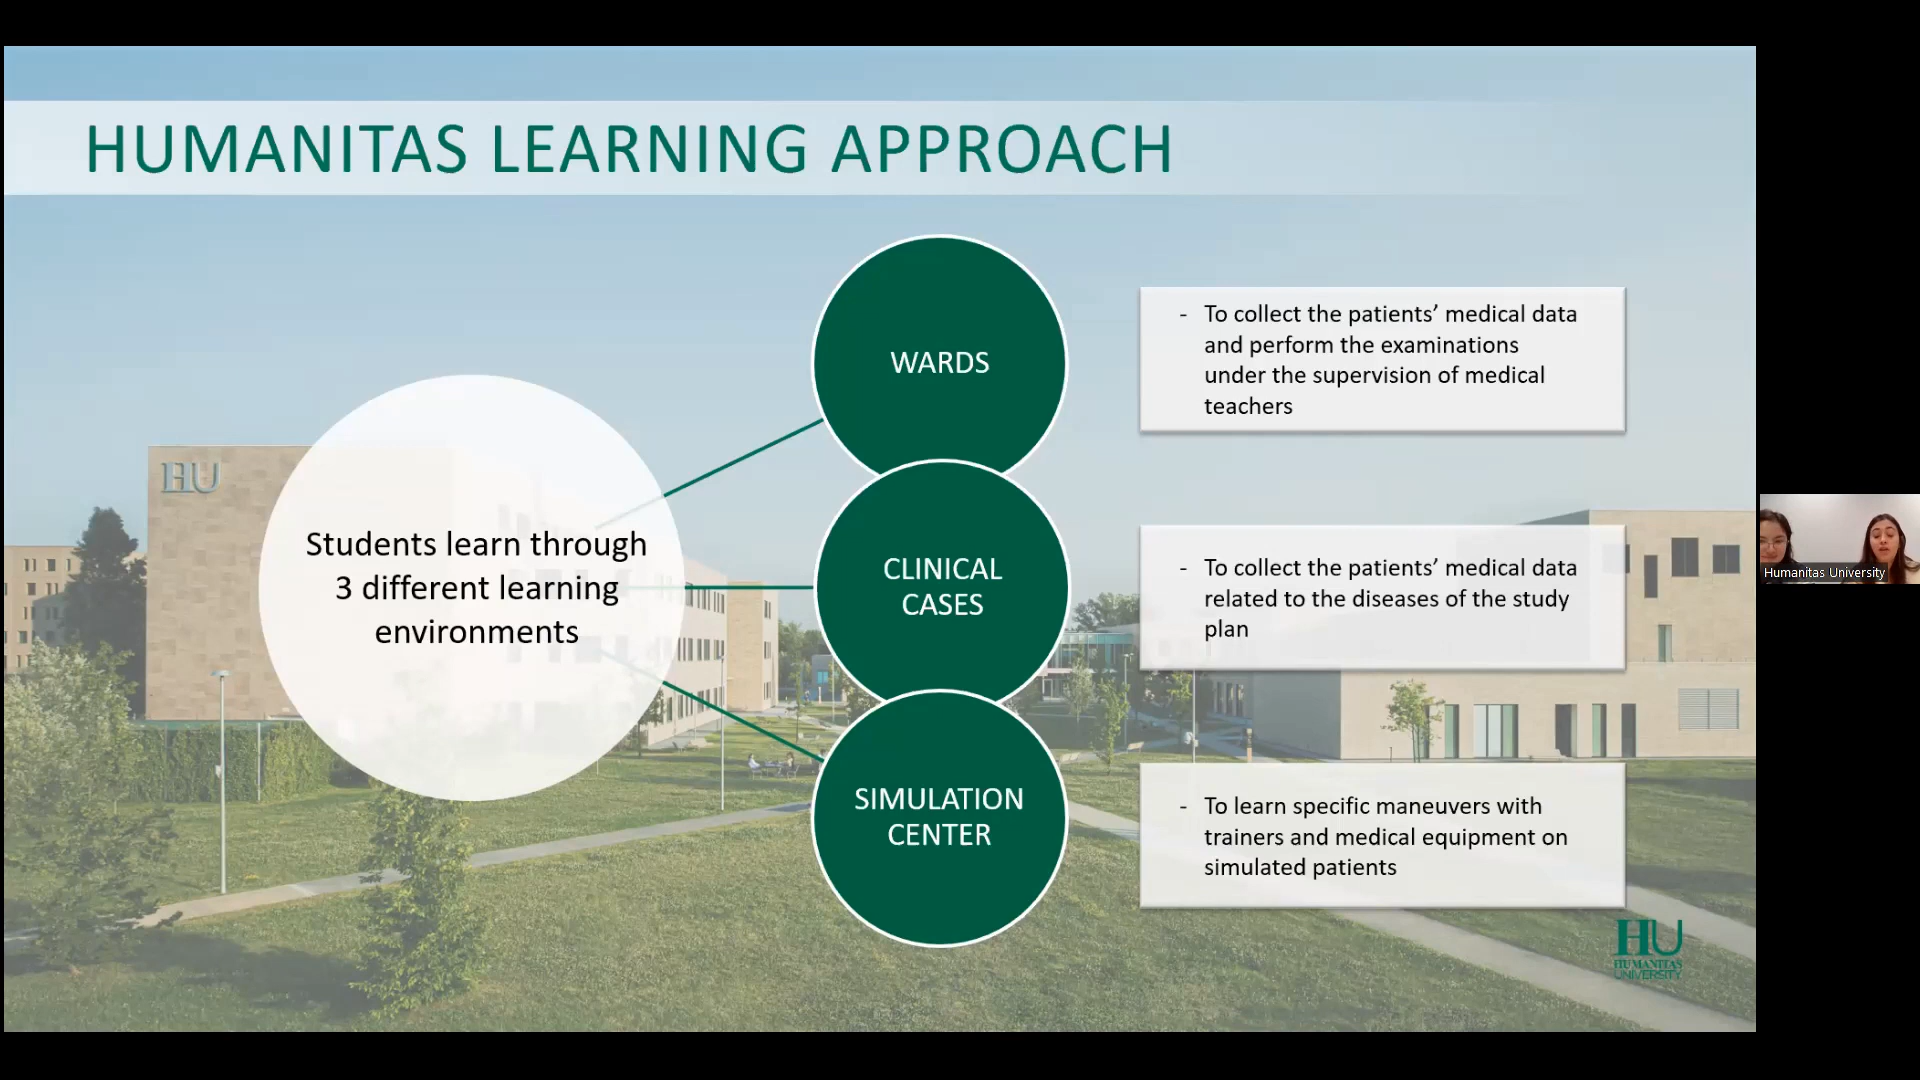 HUMANITAS LEARNING APPROACH
HU
Students learn through
3 different learning
environments
WARDS
- To collect the patients’ medical data
and perform the examinations
under the supervision of medical
teachers
CLINICAL
CASES
- To collect the patients’ medical data
related to the diseases of the study
plan
SIMULATION
CENTER
- To learn specific maneuvers with
trainers and medical equipment on
simulated patients
HU
HUMANITAS
UNIVERSITY
Humanitas University